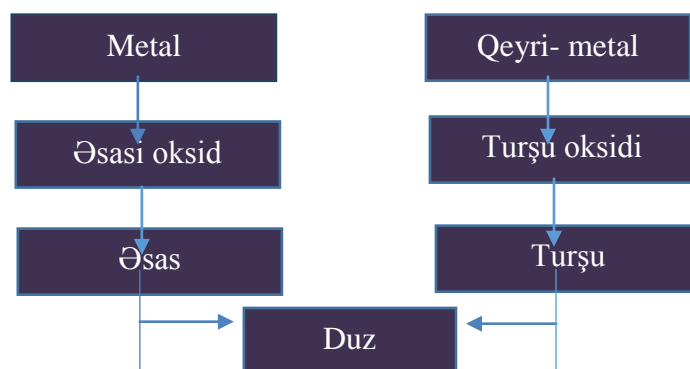 Metal
Qeyri- metal
Əsasi oksid
Turşu oksidi
Əsas
Turşu
Duz